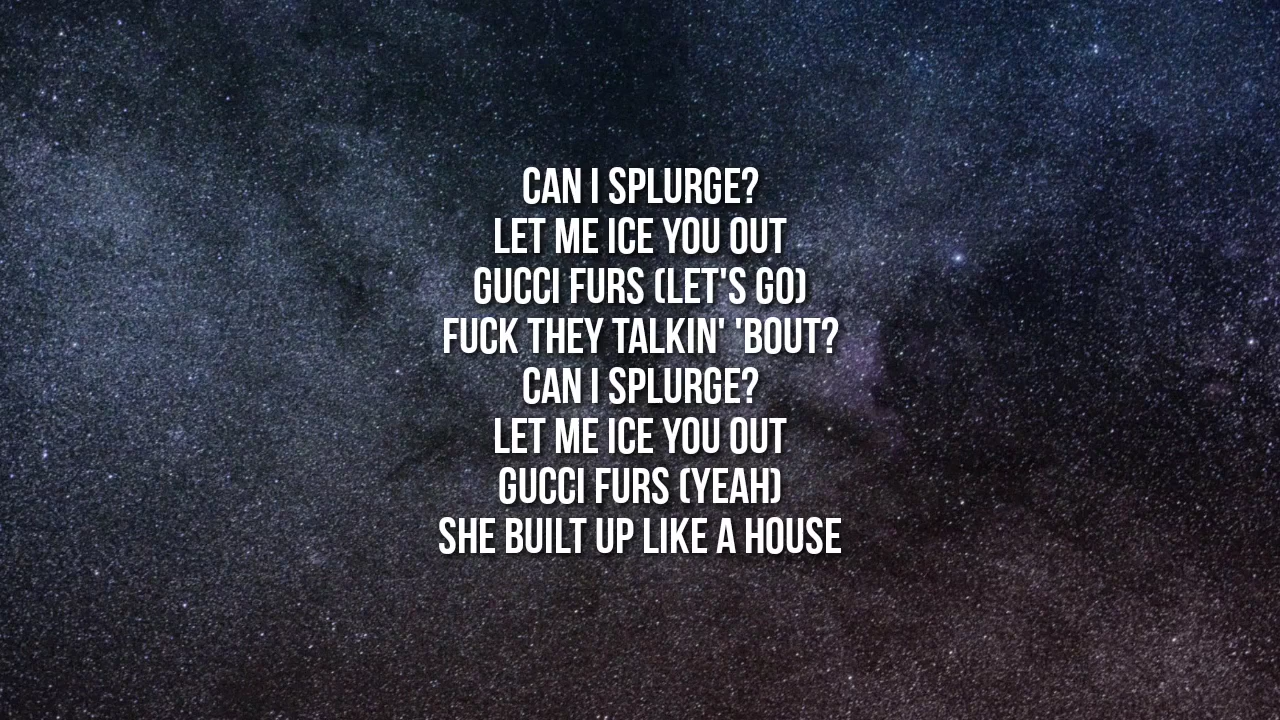 CAN I SPLURGE?
LET ME ICE YOU OUT
GUCCI FURS (LET'S GO)
FUCK THEY TALKIN' 'BOUT?
CAN I SPLURGE?
LET ME ICE YOU OUT
GUCCI FURS (YEAH)
SHE BUILT UP LIKE A HOUSE